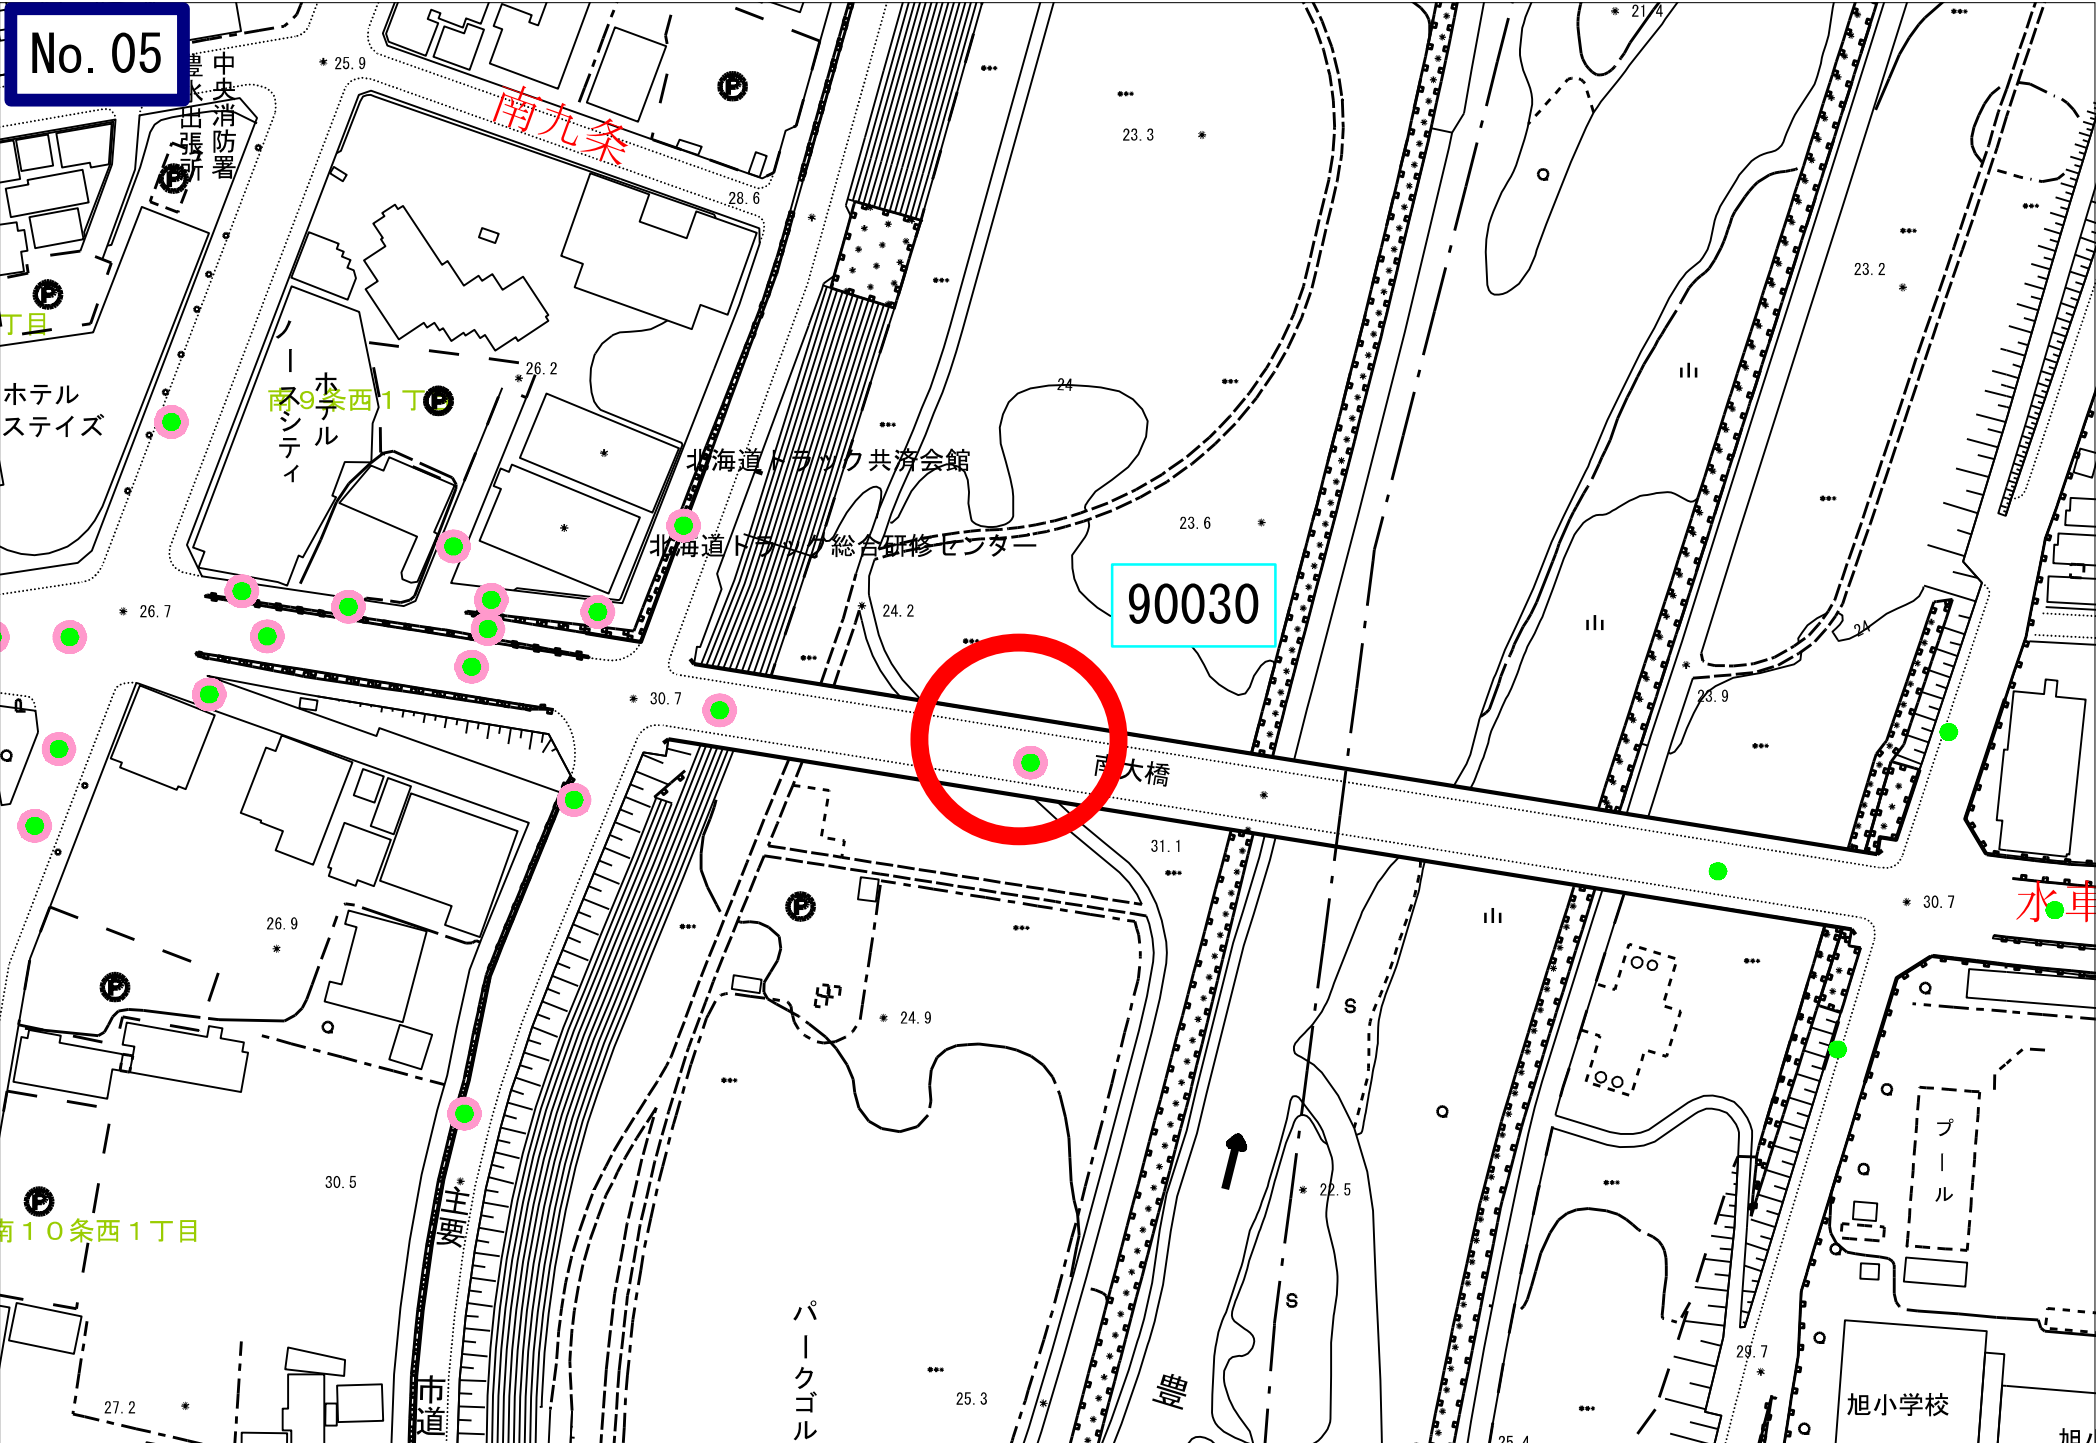 No. 05
中央消防署
豊水出張所
25.9
南九条
28.6
23.3
21.4
23.2
丁目
ホテル
ステイズ
ホテル
ノースシティ
南9条西1丁
26.2
24
北海道トラック共済会館
23.6
北海道トラック総合研修センター
90030
26.7
24.2
24
30.7
23.9
南大橋
31.1
30.7
水車
26.9
24.9
プール
22.5
30.5
主要
南10条西1丁目
市道
パークゴル
豊
29.7
27.2
25.3
25.4
旭小学校
旭小